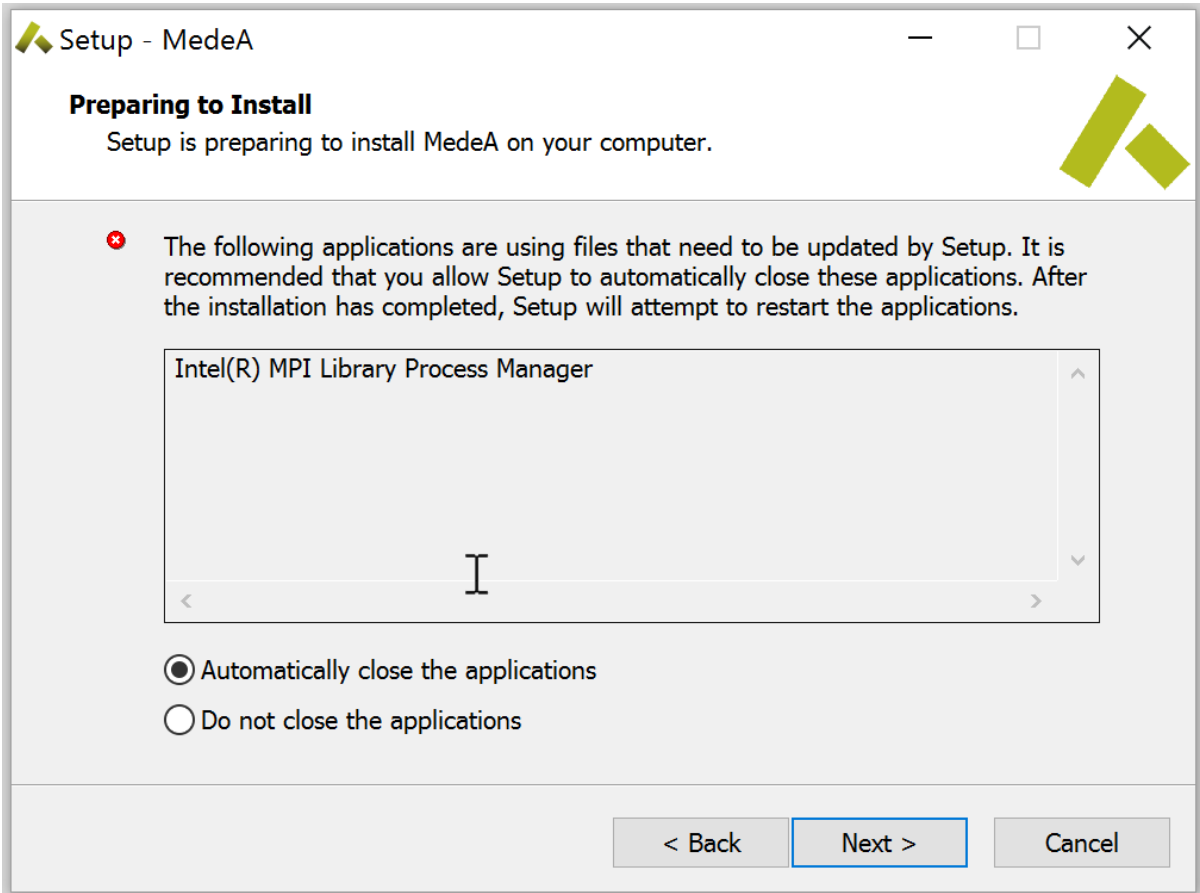 Setup - MedeA
Preparing to Install
Setup is preparing to install MedeA on your computer.
The following applications are using files that need to be updated by Setup. It is
recommended that you allow Setup to automatically close these applications. After
the installation has completed, Setup will attempt to restart the applications.
Intel(R) MPI Library Process Manager
Automatically close the applications
Do not close the applications
< Back
Next >
Cancel